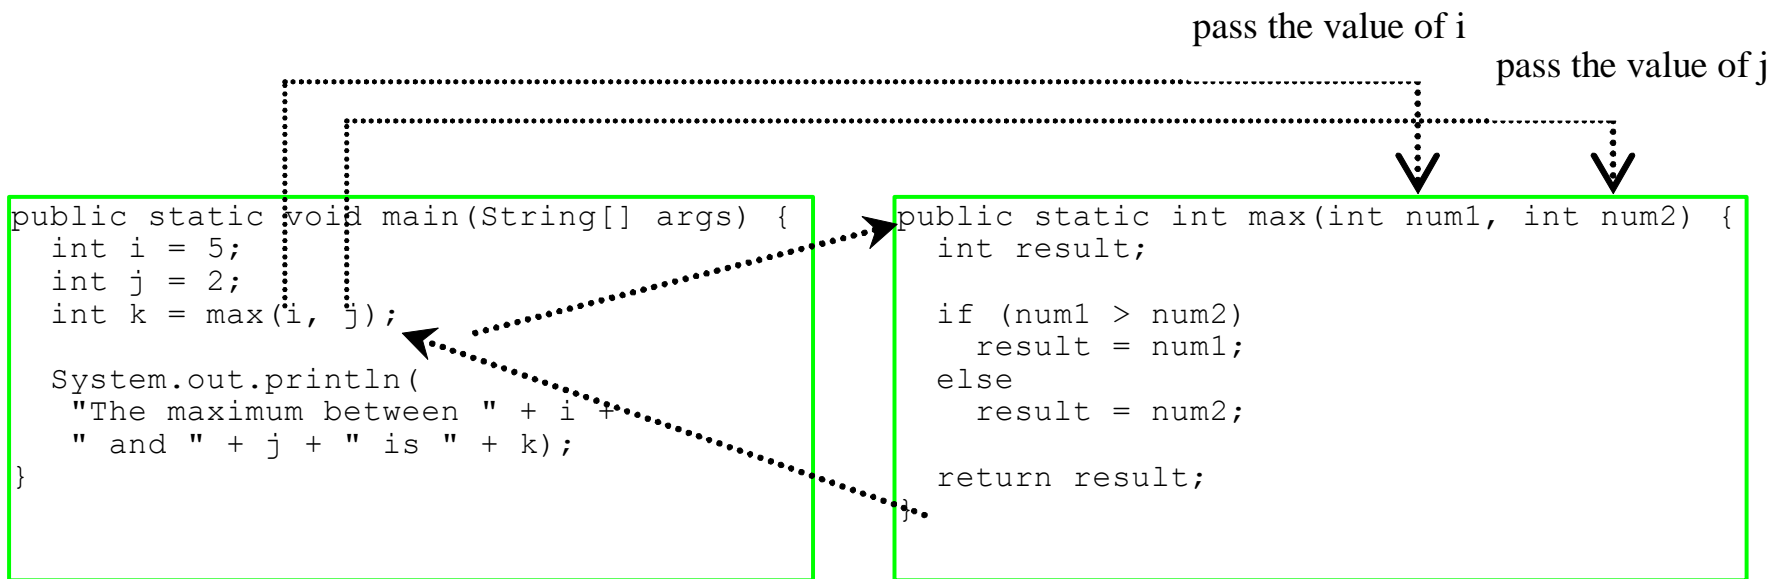 pass the value of i
pass the value of j
public static void main(String[] args) {
  int i = 5;
  int j = 2;
  int k = max(i, j);
  System.out.println(
   "The maximum between " + i +
   " and " + j + " is " + k);
}
public static int max(int num1, int num2) {
  int result;
  if (num1 > num2)
    result = num1;
  else
    result = num2;
  return result;
}